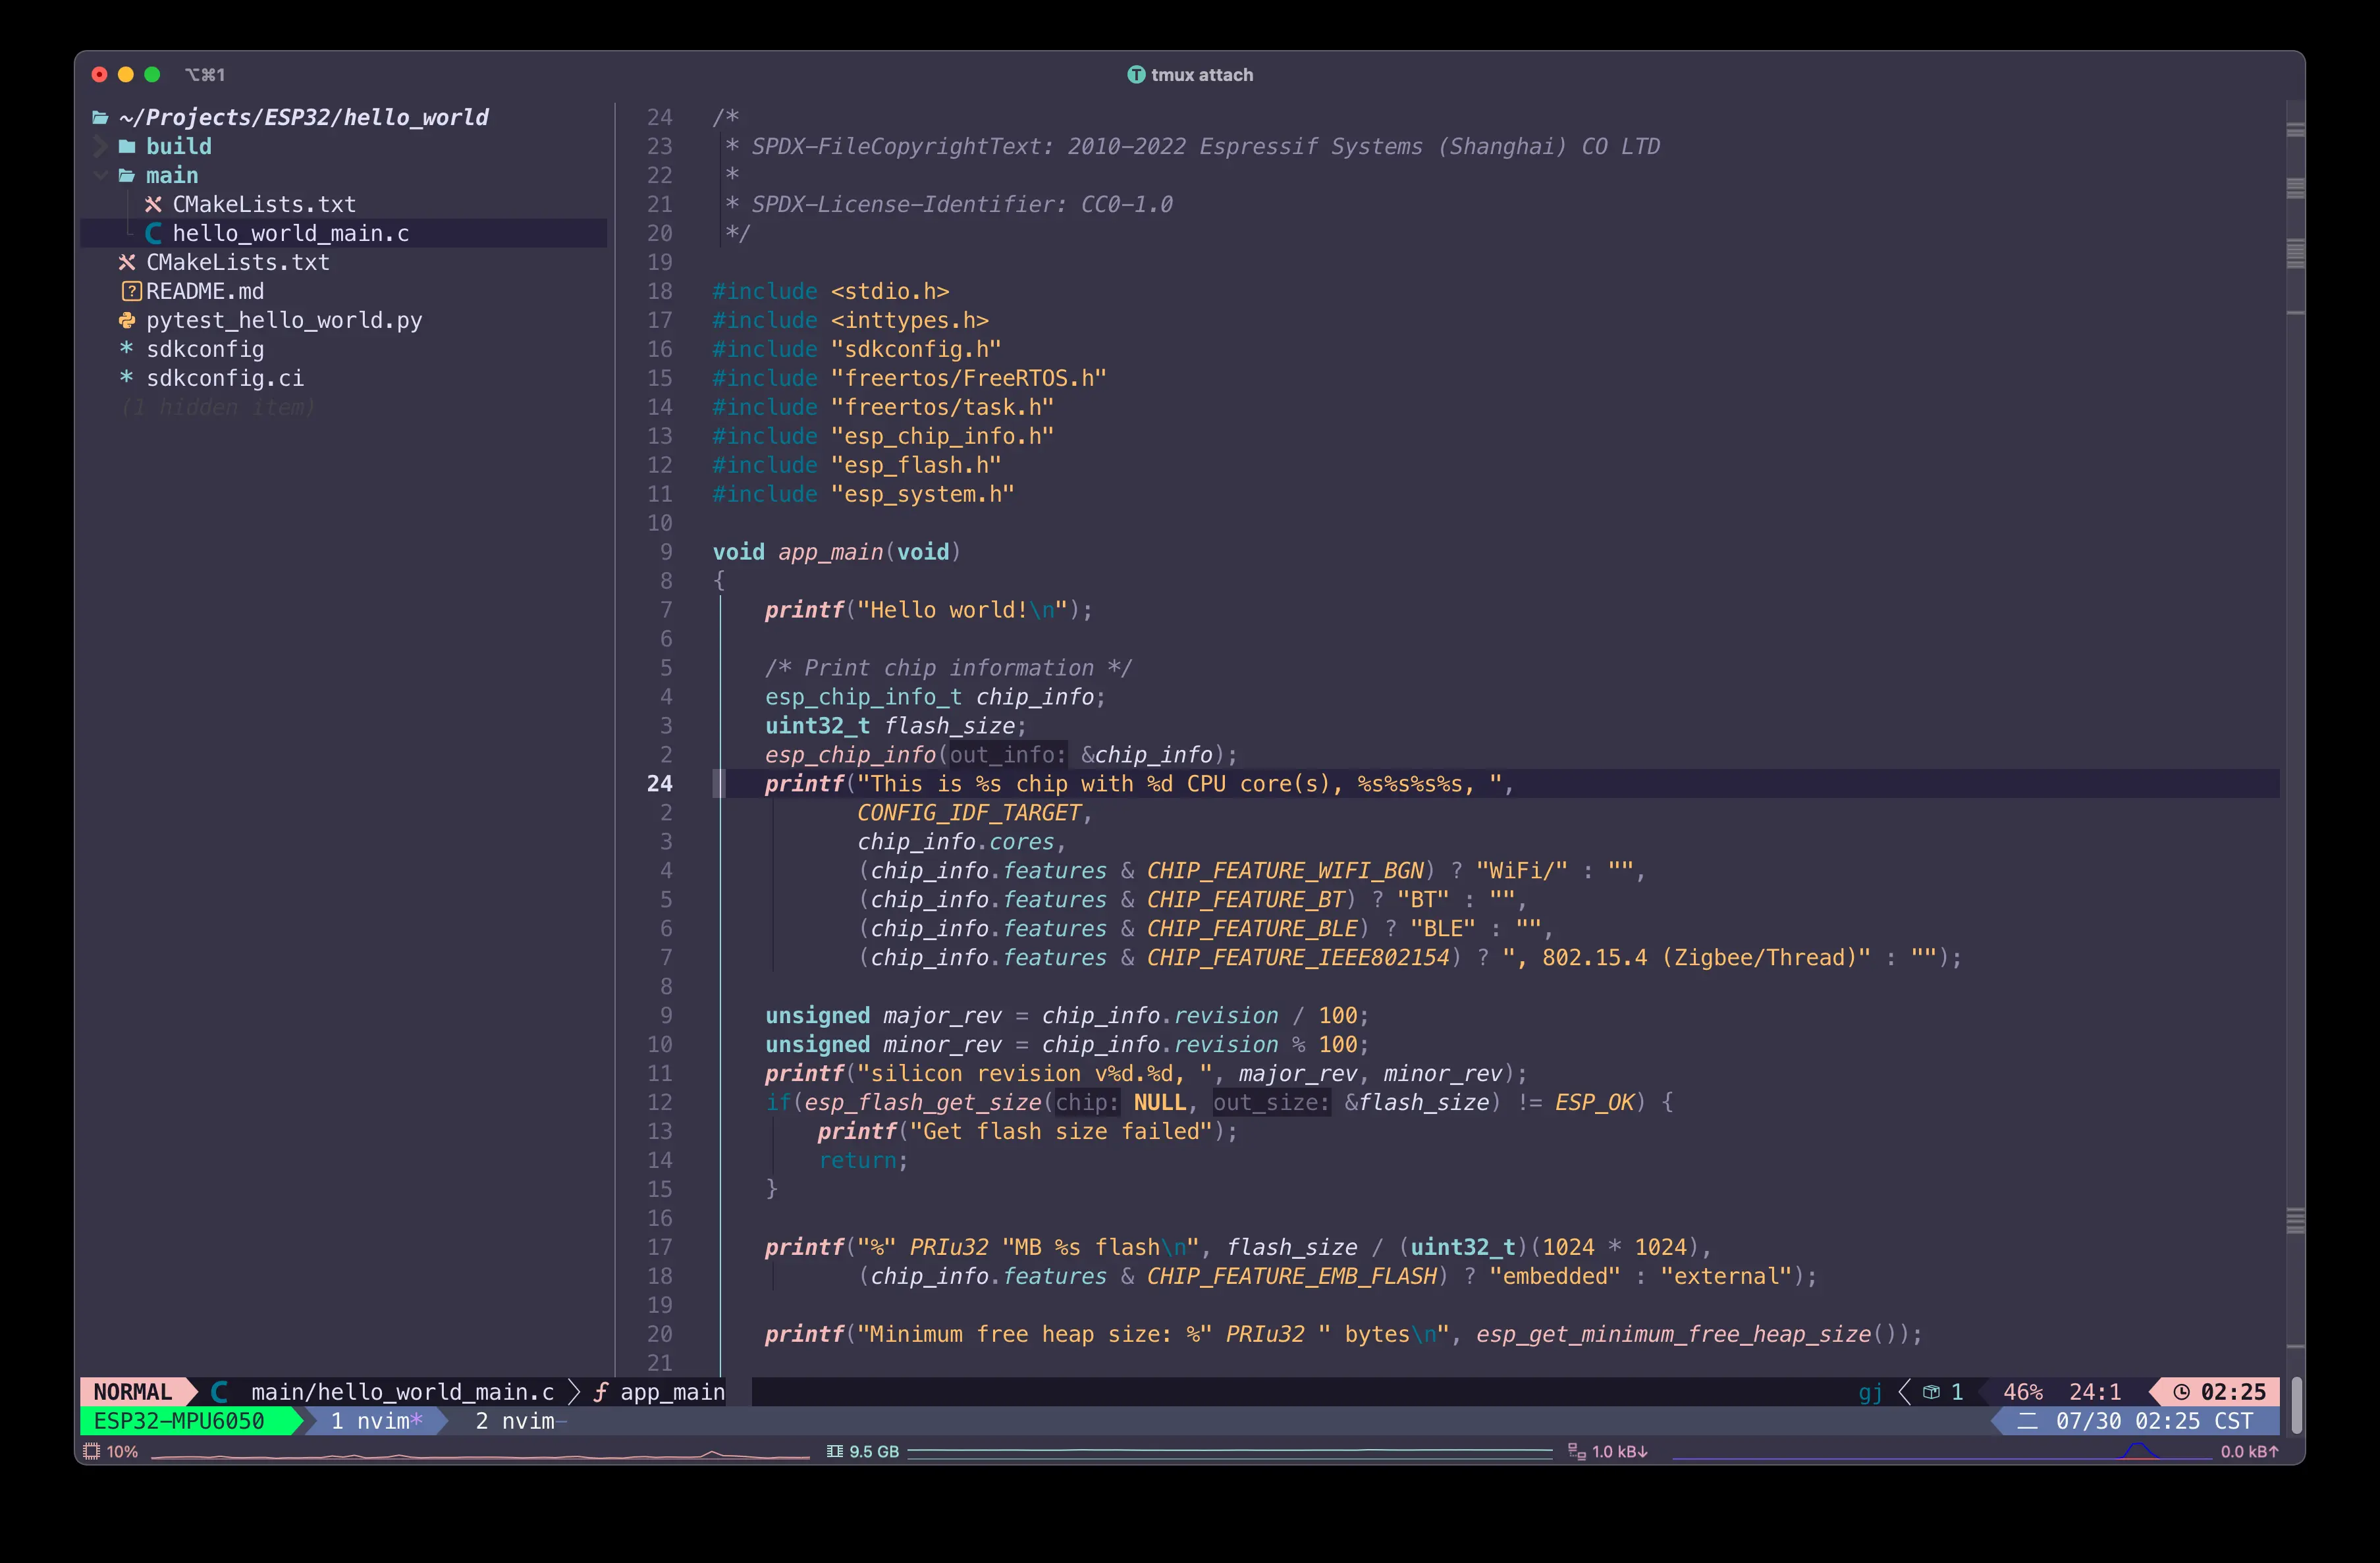 ⌥⌘1
T tmux attach
~/Projects/ESP32/hello_world
build
main
CMakeLists.txt
C hello_world_main.c
CMakeLists.txt
? README.md
pytest_hello_world.py
* sdkconfig
* sdkconfig.ci
(1 hidden item)
24 /*
23 * SPDX-FileCopyrightText: 2010-2022 Espressif Systems (Shanghai) CO LTD
22 *
21 * SPDX-License-Identifier: CC0-1.0
20 */
19
18 #include <stdio.h>
17 #include <inttypes.h>
16 #include "sdkconfig.h"
15 #include "freertos/FreeRTOS.h"
14 #include "freertos/task.h"
13 #include "esp_chip_info.h"
12 #include "esp_flash.h"
11 #include "esp_system.h"
10
9 void app_main(void)
8 {
7 printf("Hello world!\n");
6
5 /* Print chip information */
4 esp_chip_info_t chip_info;
3 uint32_t flash_size;
2 esp_chip_info(out_info: &chip_info);
24 printf("This is %s chip with %d CPU core(s), %s%s%s%s, ",
2 CONFIG_IDF_TARGET,
3 chip_info.cores,
4 (chip_info.features & CHIP_FEATURE_WIFI_BGN) ? "WiFi/" : "",
5 (chip_info.features & CHIP_FEATURE_BT) ? "BT" : "",
6 (chip_info.features & CHIP_FEATURE_BLE) ? "BLE" : "",
7 (chip_info.features & CHIP_FEATURE_IEEE802154) ? ", 802.15.4 (Zigbee/Thread)" : "");
8
9 unsigned major_rev = chip_info.revision / 100;
10 unsigned minor_rev = chip_info.revision % 100;
11 printf("silicon revision v%d.%d, ", major_rev, minor_rev);
12 if(esp_flash_get_size(chip: NULL, out_size: &flash_size) != ESP_OK) {
13 printf("Get flash size failed");
14 return;
15 }
16
17 printf("%" PRIu32 "MB %s flash\n", flash_size / (uint32_t)(1024 * 1024),
18 (chip_info.features & CHIP_FEATURE_EMB_FLASH) ? "embedded" : "external");
19
20 printf("Minimum free heap size: %" PRIu32 " bytes\n", esp_get_minimum_free_heap_size());
21
NORMAL C main/hello_world_main.c ƒ app_main gj 1 46% 24:1 02:25
ESP32-MPU6050 1 nvim* 2 nvim- 二 07/30 02:25 CST
10% 9.5 GB 1.0 kB↓ 0.0 kB↑